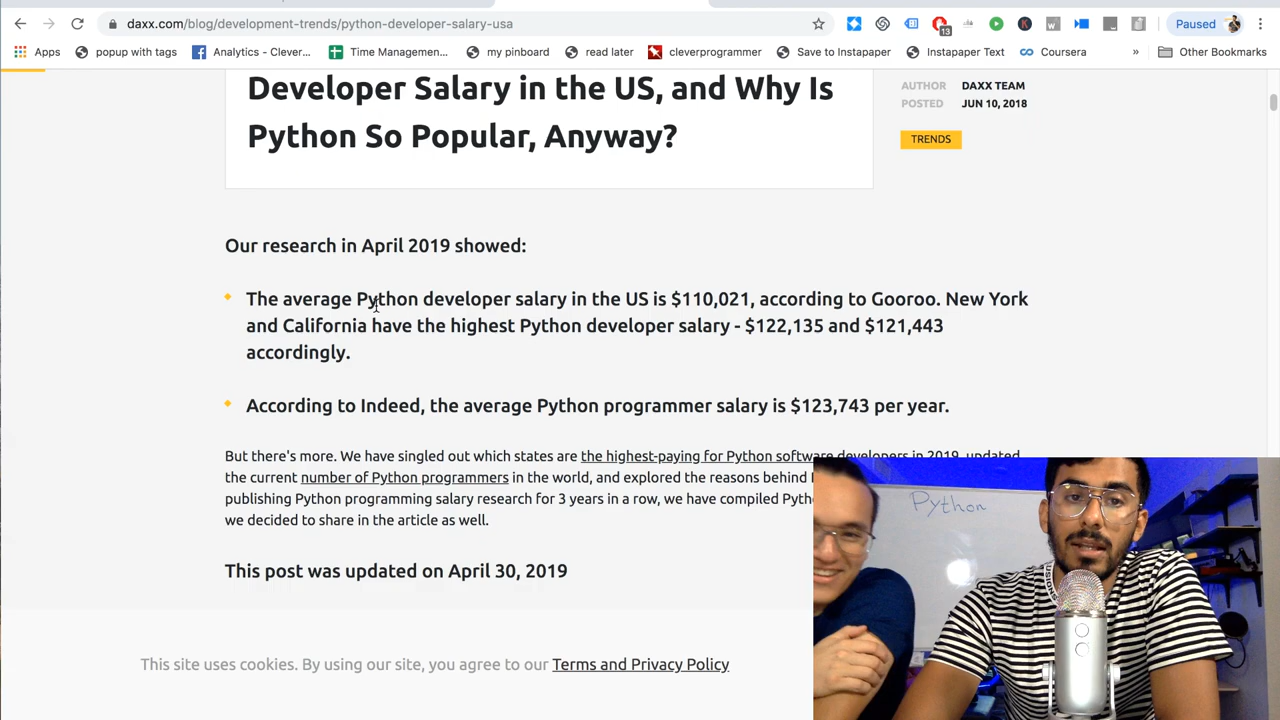 daxx.com/blog/development-trends/python-developer-salary-usa
13
Paused
Apps
popup with tags
Analytics - Clever...
Time Managemen...
my pinboard
read later
cleverprogrammer
Save to Instapaper
Instapaper Text
Coursera
»
Other Bookmarks
Developer Salary in the US, and Why Is
Python So Popular, Anyway?
AUTHOR DAXX TEAM
POSTED JUN 10, 2018
TRENDS
Our research in April 2019 showed:
The average Python developer salary in the US is $110,021, according to Gooroo. New York
and California have the highest Python developer salary - $122,135 and $121,443
accordingly.
According to Indeed, the average Python programmer salary is $123,743 per year.
But there's more. We have singled out which states are the highest-paying for Python software developers in 2019, updated
the current number of Python programmers in the world, and explored the reasons behind
publishing Python programming salary research for 3 years in a row, we have compiled
we decided to share in the article as well.
This post was updated on April 30, 2019
This site uses cookies. By using our site, you agree to our Terms and Privacy Policy
Python